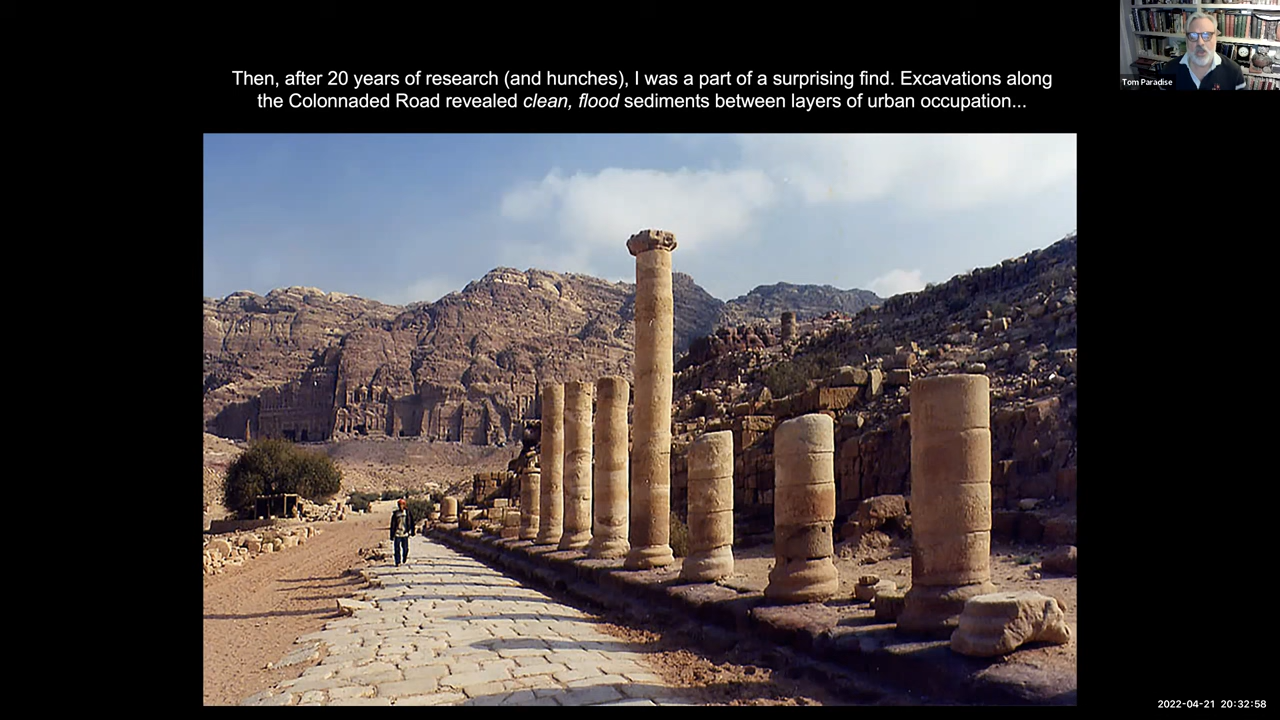 Then, after 20 years of research (and hunches), I was a part of a surprising find. Excavations along
the Colonnaded Road revealed clean, flood sediments between layers of urban occupation...
Tom Paradise
2022-04-21 20:32:58